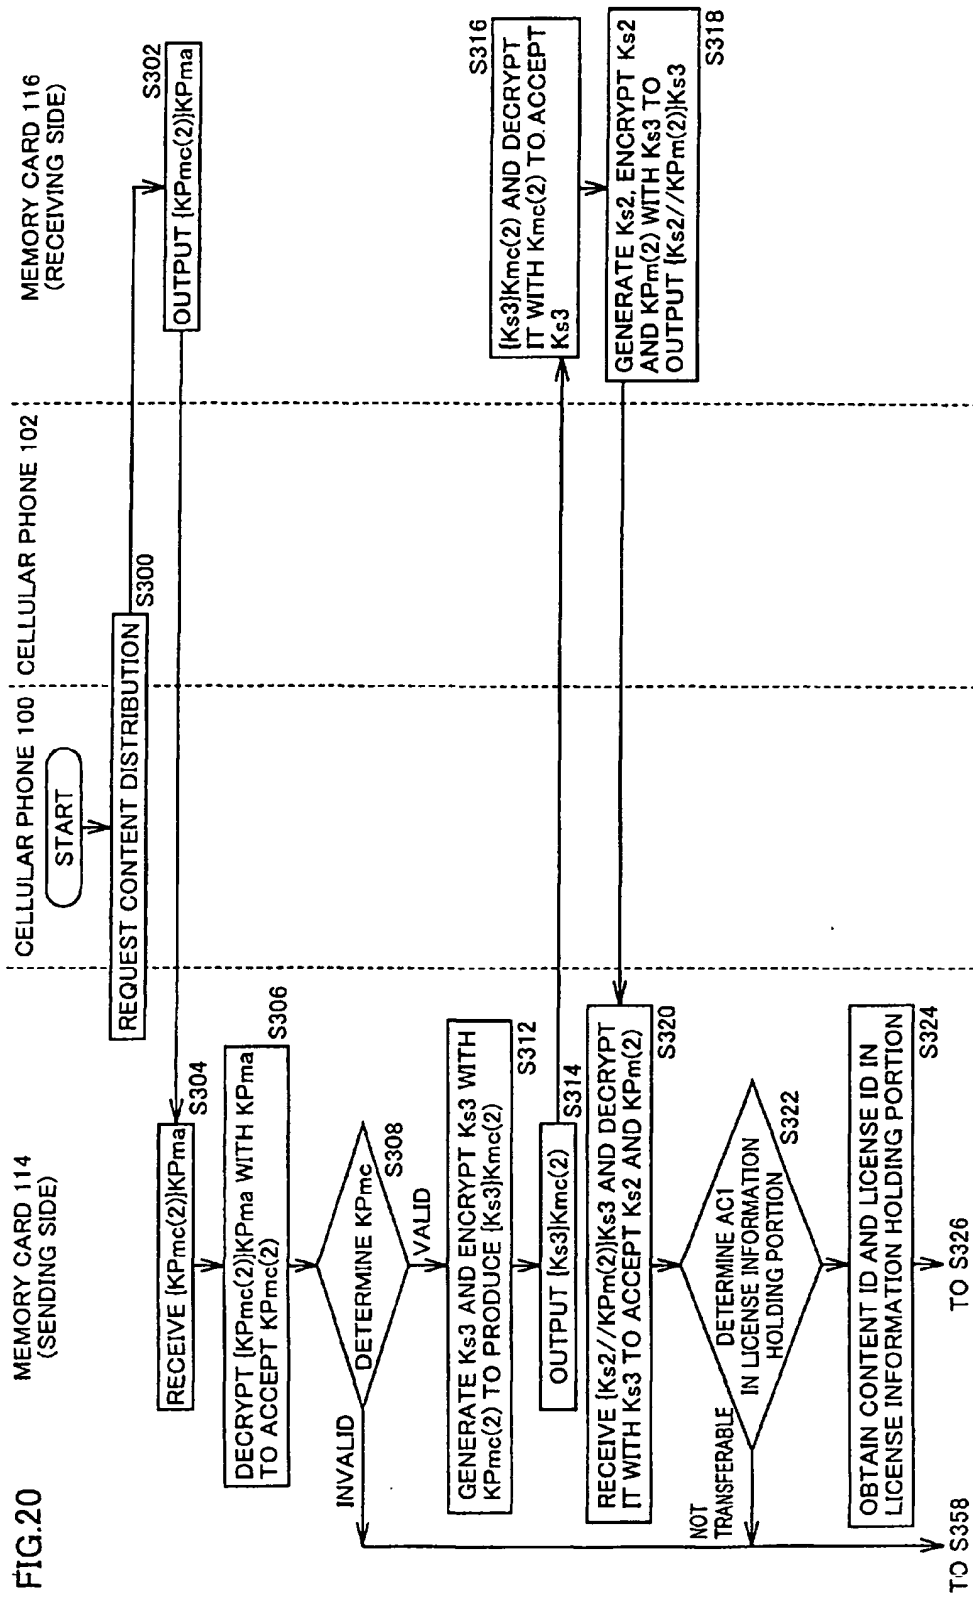 FIG.20
MEMORY CARD 114
(SENDING SIDE)
CELLULAR PHONE 100
CELLULAR PHONE 102
MEMORY CARD 116
(RECEIVING SIDE)
START
REQUEST CONTENT DISTRIBUTION
S300
S302
OUTPUT {KPmc(2)}KPma
S304
RECEIVE {KPmc(2)}KPma
S306
DECRYPT {KPmc(2)}KPma WITH KPma
TO ACCEPT KPmc(2)
S308
DETERMINE KPmc
INVALID
VALID
S312
GENERATE Ks3 AND ENCRYPT Ks3 WITH
KPmc(2) TO PRODUCE {Ks3}Kmc(2)
OUTPUT {Ks3}Kmc(2)
S314
S316
{Ks3}Kmc(2) AND DECRYPT
IT WITH Kmc(2) TO ACCEPT
Ks3
GENERATE Ks2, ENCRYPT Ks2
AND KPm(2) WITH Ks3 TO
OUTPUT {Ks2//KPm(2)}Ks3
S318
RECEIVE {Ks2//KPm(2)}Ks3 AND DECRYPT
IT WITH Ks3 TO ACCEPT Ks2 AND KPm(2)
S320
NOT
TRANSFERABLE
DETERMINE AC1
IN LICENSE INFORMATION
HOLDING PORTION
S322
OBTAIN CONTENT ID AND LICENSE ID IN
LICENSE INFORMATION HOLDING PORTION
S324
TO S358
TO S326